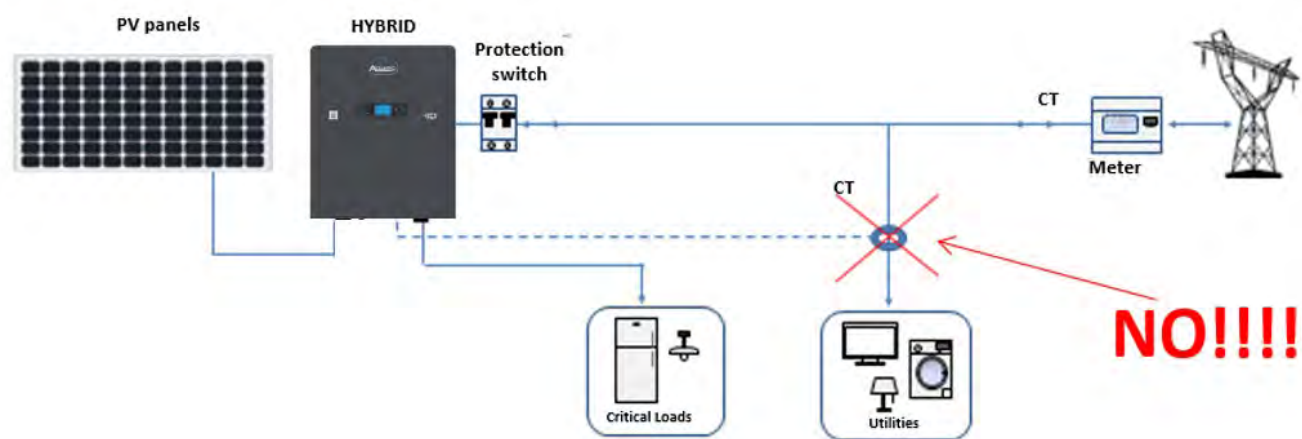 PV panels
HYBRID
Protection
switch
CT
Meter
CT
NO!!!!
Critical Loads
Utilities